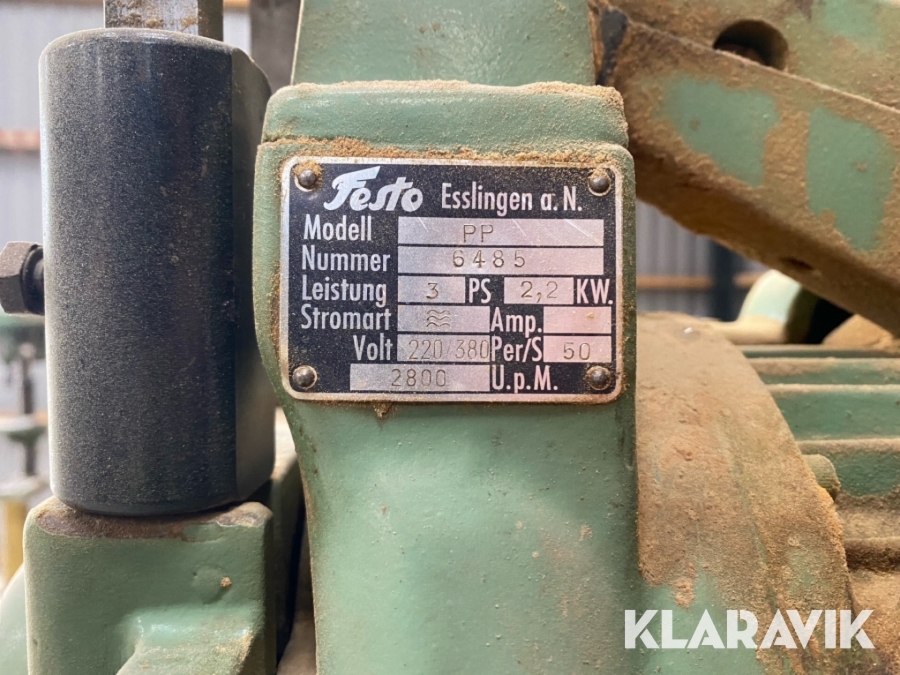 Festo Esslingen a. N.
Modell PP
Nummer 6485
Leistung 3 PS 2,2 KW.
Stromart ≋ Amp.
Volt 220/380 Per/S 50
2800 U.p.M.
KLARAVIK